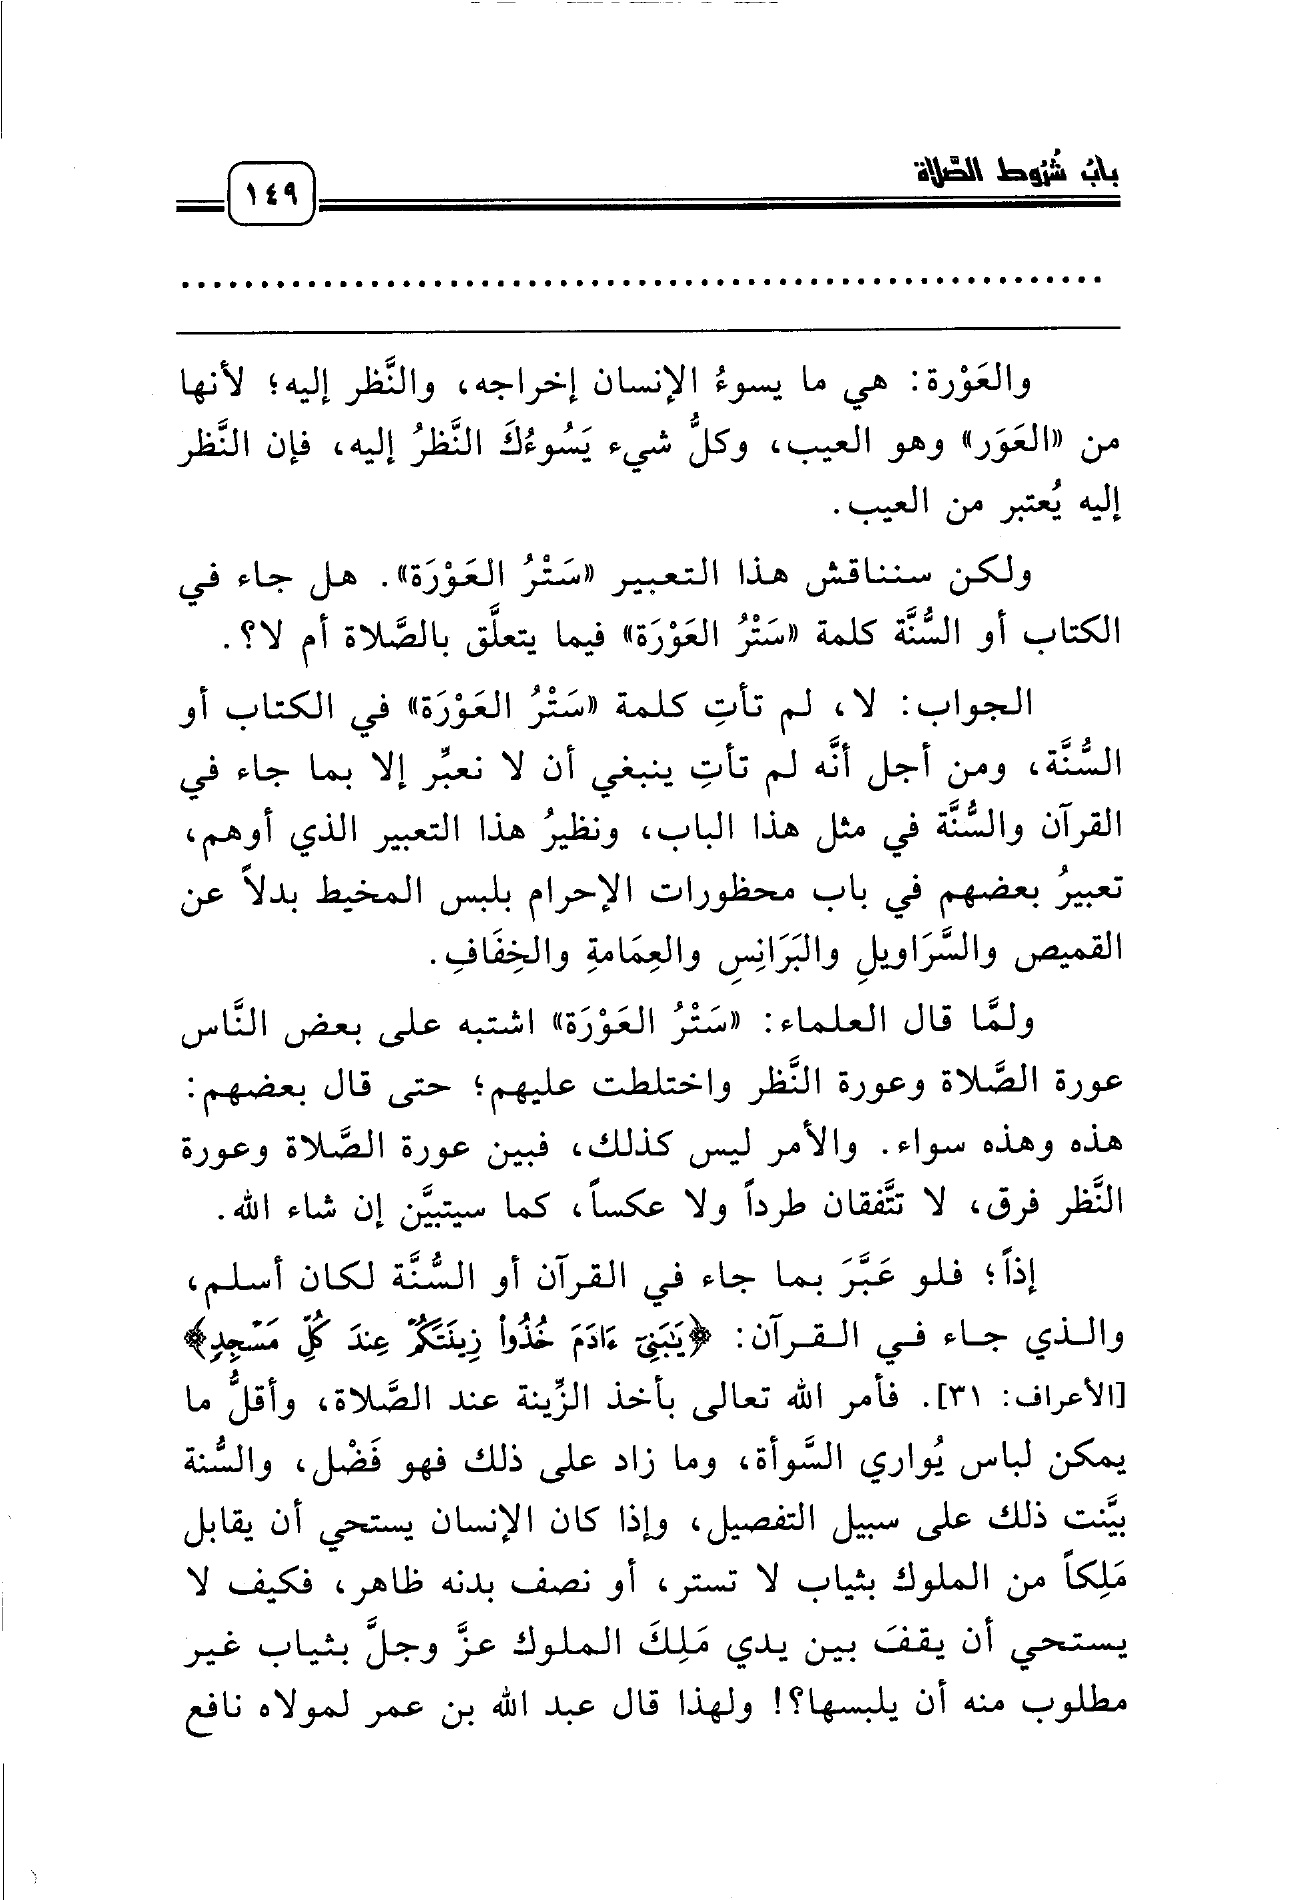 بابُ شُرُوط الصَّلاة
١٤٩
والعَوْرة: هي ما يسوءُ الإنسان إخراجه، والنَّظر إليه؛ لأنها
من «العَوَر» وهو العيب، وكلُّ شيء يَسُوءُكَ النَّظرُ إليه، فإن النَّظر
إليه يُعتبر من العيب.
ولكن سنناقش هذا التعبير «سَتْرُ العَوْرَة». هل جاء في
الكتاب أو السُّنَّة كلمة «سَتْرُ العَوْرَة» فيما يتعلَّق بالصَّلاة أم لا؟.
الجواب: لا، لم تأتِ كلمة «سَتْرُ العَوْرَة» في الكتاب أو
السُّنَّة، ومن أجل أنَّه لم تأتِ ينبغي أن لا نعبِّر إلا بما جاء في
القرآن والسُّنَّة في مثل هذا الباب، ونظيرُ هذا التعبير الذي أوهم،
تعبيرُ بعضهم في باب محظورات الإحرام بلبس المخيط بدلاً عن
القميص والسَّرَاويلِ والبَرَانِسِ والعِمَامةِ والخِفَافِ.
ولمَّا قال العلماء: «سَتْرُ العَوْرَة» اشتبه على بعض النَّاس
عورة الصَّلاة وعورة النَّظر واختلطت عليهم؛ حتى قال بعضهم:
هذه وهذه سواء. والأمر ليس كذلك، فبين عورة الصَّلاة وعورة
النَّظر فرق، لا تتَّفقان طرداً ولا عكساً، كما سيتبيَّن إن شاء الله.
إذاً؛ فلو عَبَّرَ بما جاء في القرآن أو السُّنَّة لكان أسلم،
والذي جاء في القرآن: ﴿يَٰبَنِىٓ ءَادَمَ خُذُوا۟ زِينَتَكُمْ عِندَ كُلِّ مَسْجِدٍ﴾
[الأعراف: ٣١]. فأمر الله تعالى بأخذ الزِّينة عند الصَّلاة، وأقلُّ ما
يمكن لباس يُواري السَّوأة، وما زاد على ذلك فهو فَضْل، والسُّنة
بيَّنت ذلك على سبيل التفصيل، وإذا كان الإنسان يستحي أن يقابل
مَلِكاً من الملوك بثياب لا تستر، أو نصف بدنه ظاهر، فكيف لا
يستحي أن يقفَ بين يدي مَلِكَ الملوك عزَّ وجلَّ بثياب غير
مطلوب منه أن يلبسها؟! ولهذا قال عبد الله بن عمر لمولاه نافع